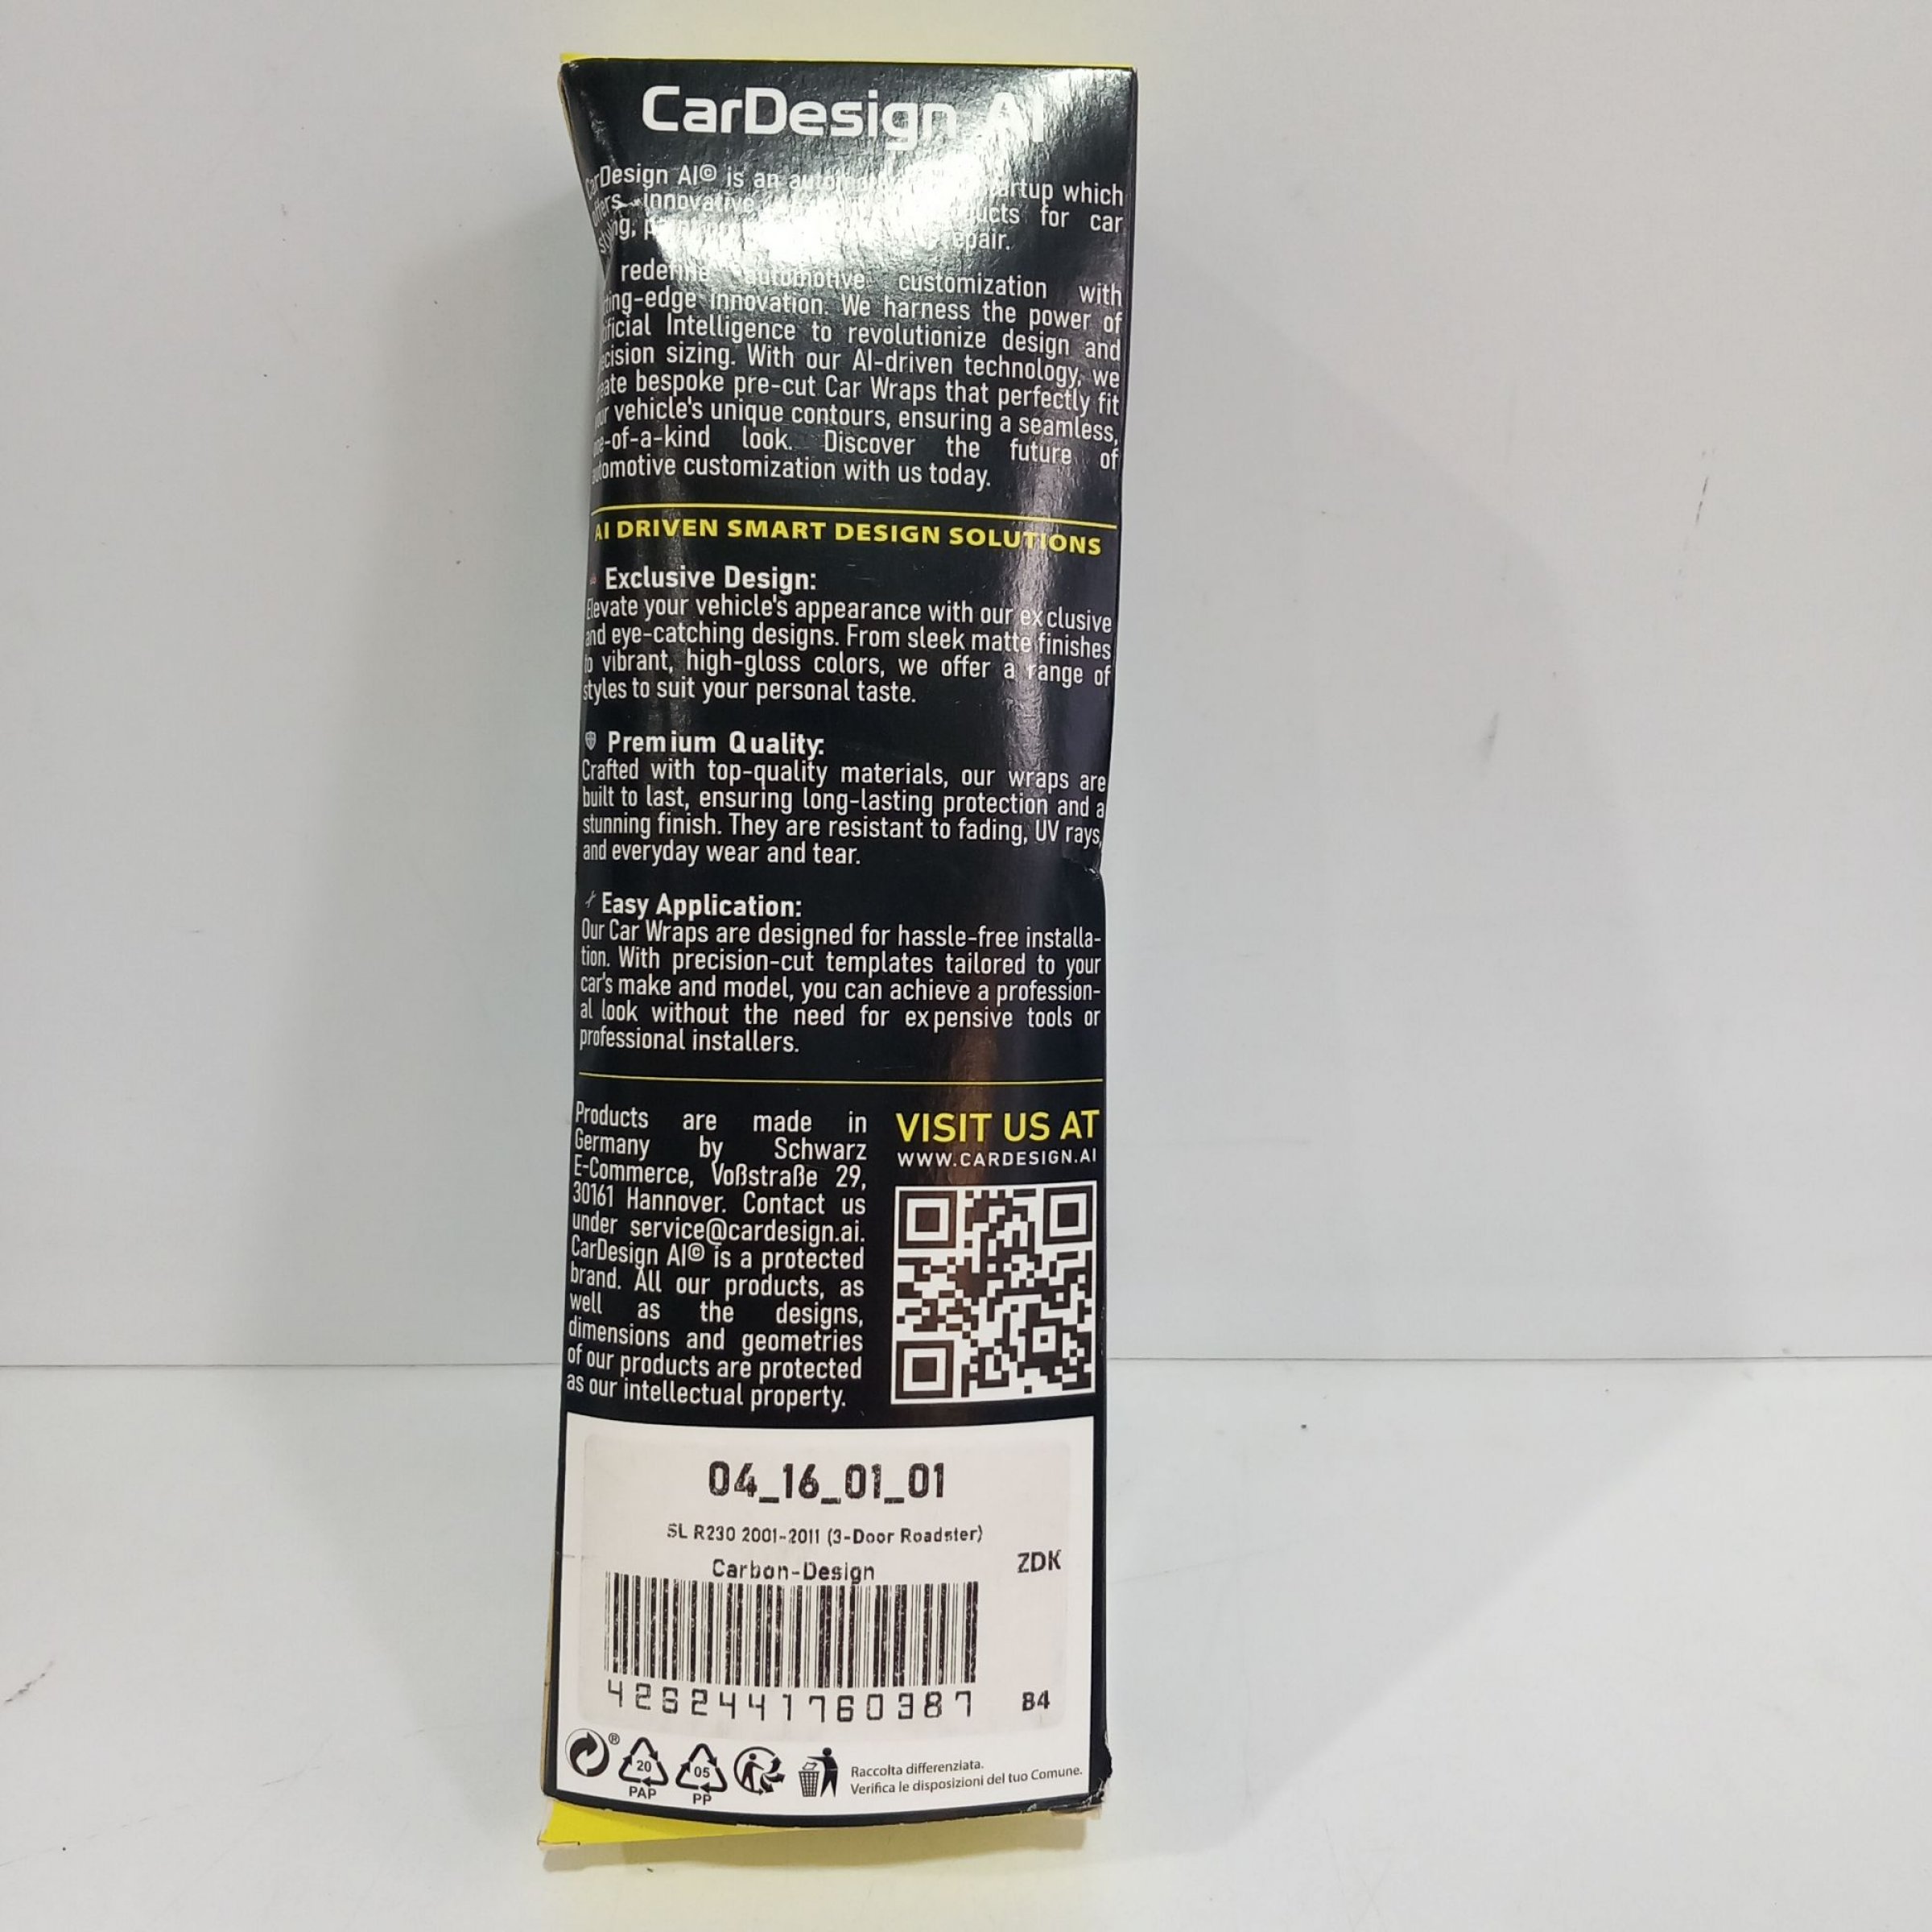 CarDesign AI
CarDesign AI© is an startup which
offers innovative products for car
styling, repair.
redefine automotive customization with
cutting-edge innovation. We harness the power of
Artificial Intelligence to revolutionize design and
precision sizing. With our AI-driven technology, we
create bespoke pre-cut Car Wraps that perfectly fit
your vehicle's unique contours, ensuring a seamless,
one-of-a-kind look. Discover the future of
automotive customization with us today.
AI DRIVEN SMART DESIGN SOLUTIONS
Exclusive Design:
Elevate your vehicle's appearance with our exclusive
and eye-catching designs. From sleek matte finishes
to vibrant, high-gloss colors, we offer a range of
styles to suit your personal taste.
Premium Quality:
Crafted with top-quality materials, our wraps are
built to last, ensuring long-lasting protection and a
stunning finish. They are resistant to fading, UV rays,
and everyday wear and tear.
Easy Application:
Our Car Wraps are designed for hassle-free installa-
tion. With precision-cut templates tailored to your
car's make and model, you can achieve a profession-
al look without the need for expensive tools or
professional installers.
Products are made in
Germany by Schwarz
E-Commerce, Voßstraße 29,
30161 Hannover. Contact us
under service@cardesign.ai.
CarDesign AI© is a protected
brand. All our products, as
well as the designs,
dimensions and geometries
of our products are protected
as our intellectual property.
VISIT US AT
WWW.CARDESIGN.AI
04_16_01_01
SL R230 2001-2011 (3-Door Roadster)
Carbon-Design
ZDK
4262441760387
B4
®
20
PAP
05
PP
Raccolta differenziata.
Verifica le disposizioni del tuo Comune.